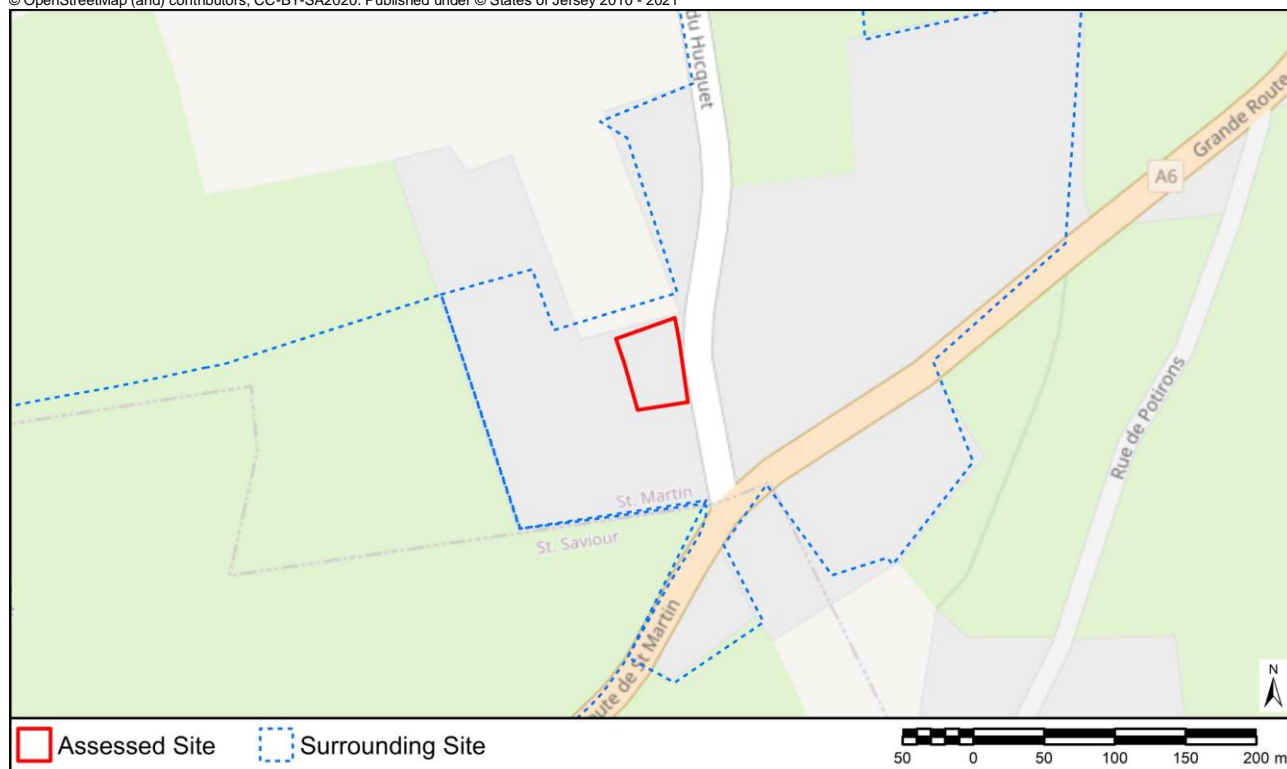 © OpenStreetMap (and) contributors, CC-BY-SA2020. Published under © States of Jersey 2010 - 2021
du Hucquet
Grande Route
A6
Rue de Potirons
St. Martin
St. Saviour
Route de St Martin
N
Assessed Site
Surrounding Site
50 0 50 100 150 200 m